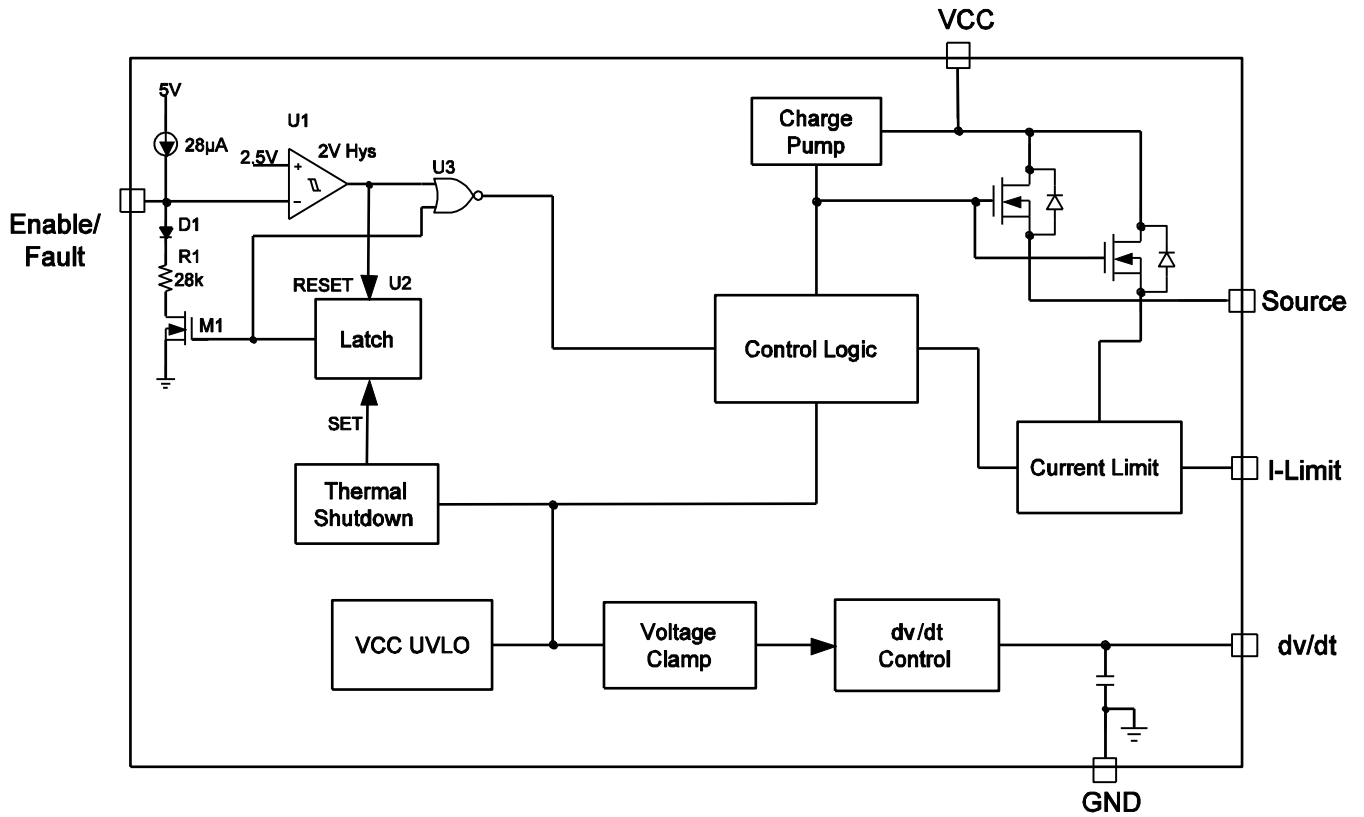 VCC
5V
28µA
U1
2.5V
2V Hys
+
-
U3
Charge
Pump
Enable/
Fault
D1
R1
28k
M1
RESET
U2
Latch
SET
Control Logic
Source
Thermal
Shutdown
Current Limit
I-Limit
VCC UVLO
Voltage
Clamp
dv/dt
Control
dv/dt
GND